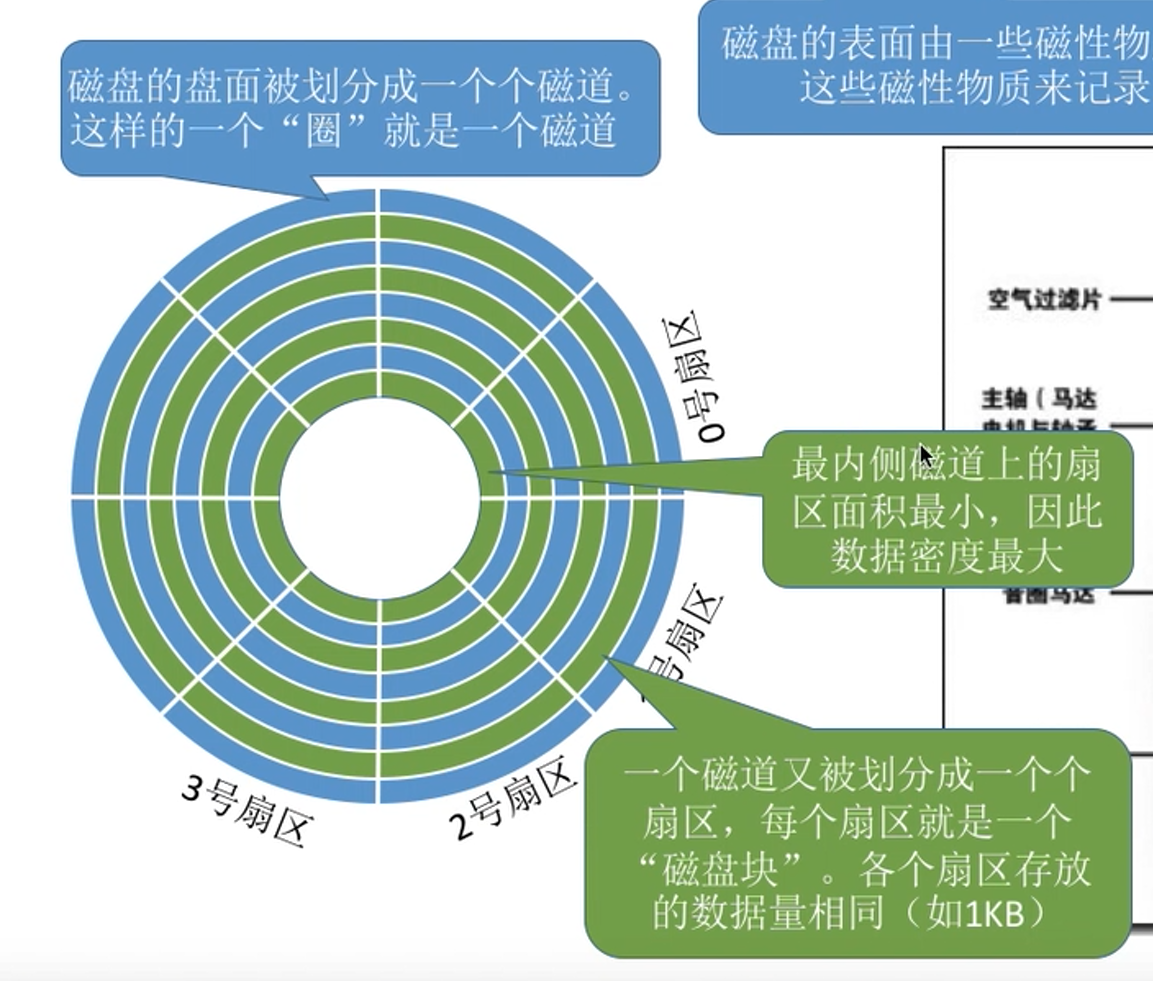 磁盘的盘面被划分成一个个磁道。
这样的一个“圈”就是一个磁道
磁盘的表面由一些磁性物
这些磁性物质来记录
空气过滤片
主轴（马达
0号扇区
最内侧磁道上的扇
区面积最小，因此
数据密度最大
音圈马达
号扇区
3号扇区
2号扇区
一个磁道又被划分成一个个
扇区，每个扇区就是一个
“磁盘块”。各个扇区存放
的数据量相同（如1KB）